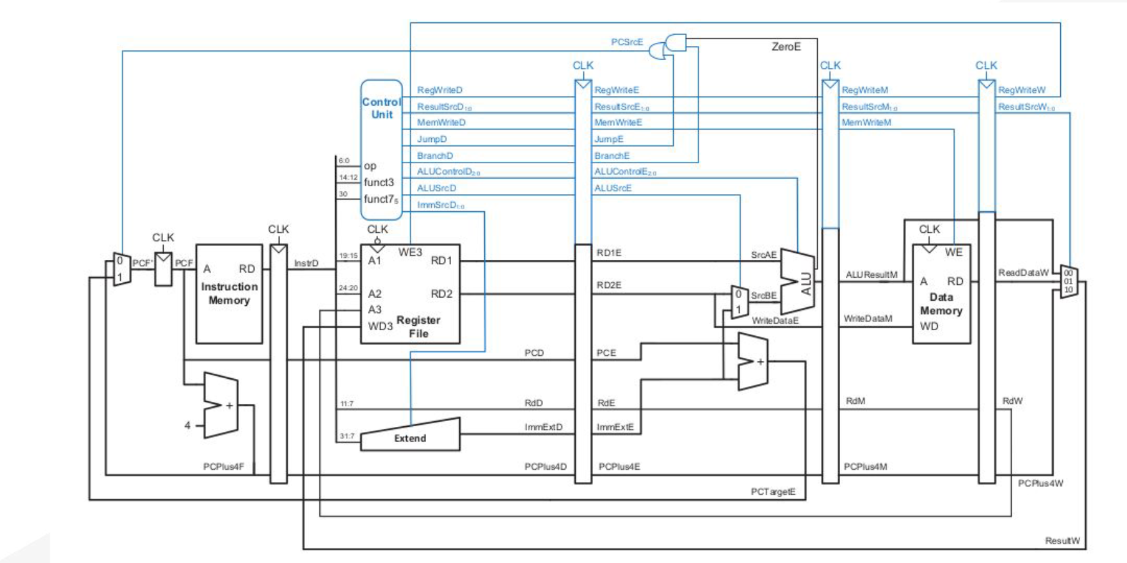 PCSrcE
ZeroE
CLK
CLK
CLK
Control
Unit
RegWriteD
RegWriteE
RegWriteM
RegWriteW
ResultSrcD1:0
ResultSrcE1:0
ResultSrcM1:0
ResultSrcW1:0
MemWriteD
MemWriteE
MemWriteM
JumpD
JumpE
BranchD
BranchE
6:0
op
ALUControlD2:0
ALUControlE2:0
14:12
funct3
ALUSrcD
ALUSrcE
30
funct75
ImmSrcD1:0
CLK
CLK
CLK
CLK
0
1
PCF'
PCF
A
RD
Instruction
Memory
InstrD
19:15
A1
WE3
RD1
RD1E
SrcAE
ALU
ALUResultM
WE
A
RD
Data
Memory
WD
ReadDataW
00
01
10
24:20
A2
RD2
RD2E
0
1
SrcBE
A3
WD3
Register
File
WriteDataE
WriteDataM
PCD
PCE
+
+
4
11:7
RdD
RdE
RdM
RdW
31:7
Extend
ImmExtD
ImmExtE
PCPlus4F
PCPlus4D
PCPlus4E
PCPlus4M
PCPlus4W
PCTargetE
ResultW